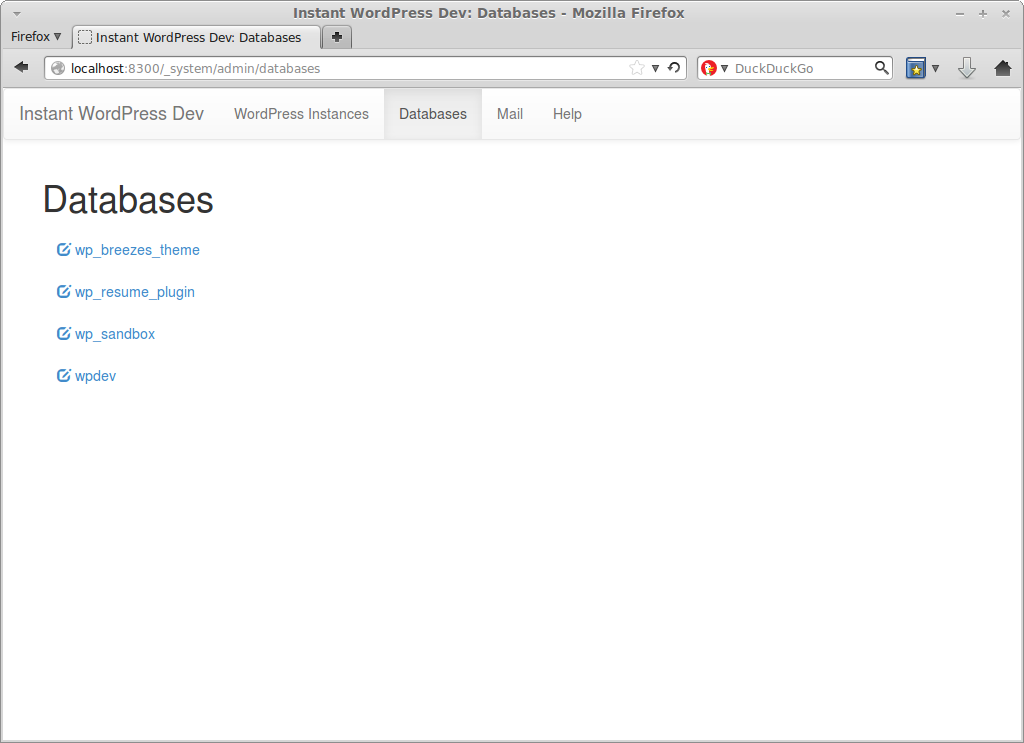 Instant WordPress Dev: Databases - Mozilla Firefox
Firefox
Instant WordPress Dev: Databases
localhost:8300/_system/admin/databases
DuckDuckGo
Instant WordPress Dev WordPress Instances Databases Mail Help
Databases
wp_breezes_theme
wp_resume_plugin
wp_sandbox
wpdev